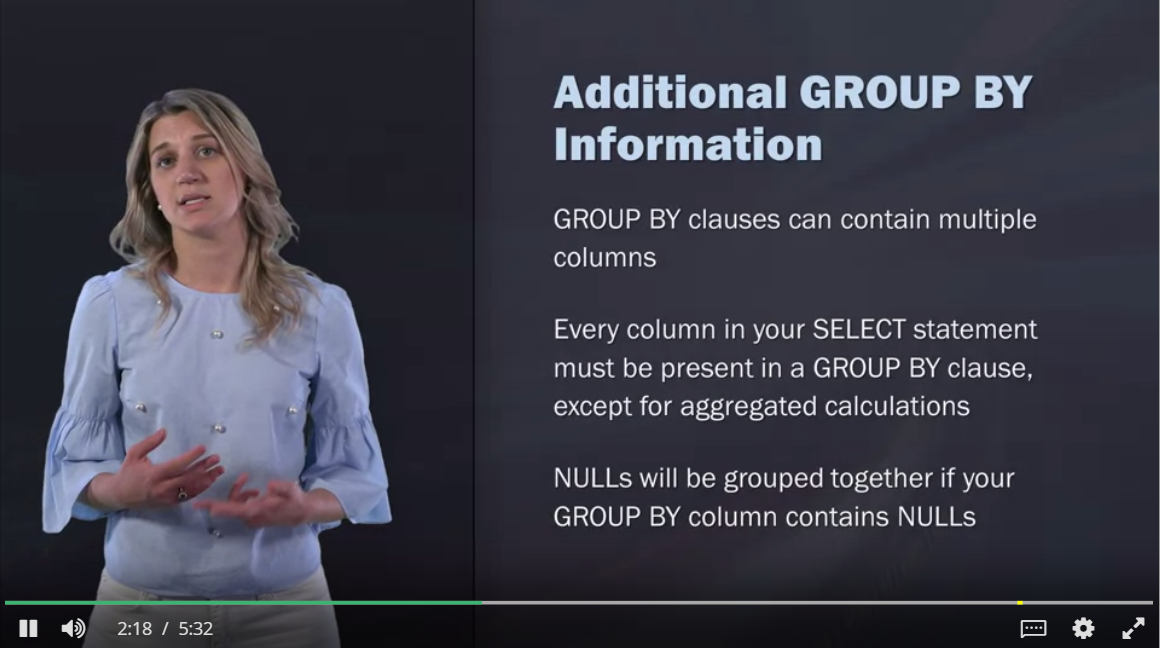 Additional GROUP BY
Information
GROUP BY clauses can contain multiple
columns
Every column in your SELECT statement
must be present in a GROUP BY clause,
except for aggregated calculations
NULLs will be grouped together if your
GROUP BY column contains NULLs
2:18 / 5:32